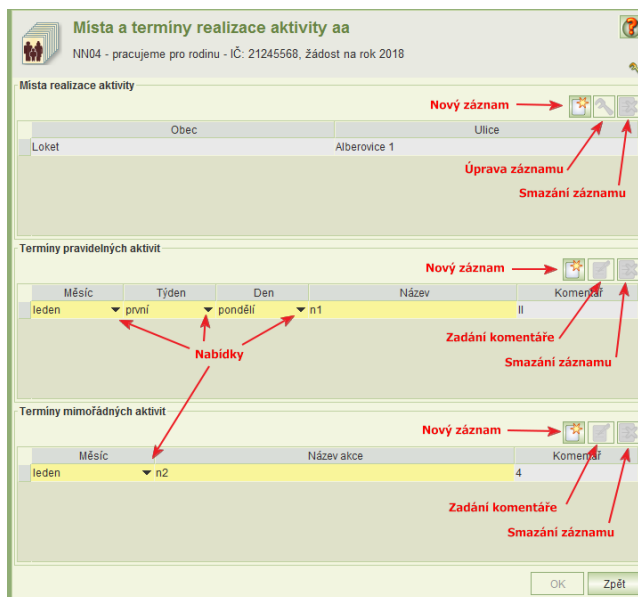 Místa a termíny realizace aktivity aa
NN04 - pracujeme pro rodinu - IČ: 21245568, žádost na rok 2018
Místa realizace aktivity
Nový záznam
Obec Ulice
Loket Alberovice 1
Úprava záznamu
Smazání záznamu
Termíny pravidelných aktivit
Nový záznam
Měsíc Týden Den Název Komentář
leden první pondělí n1 II
Zadání komentáře
Nabídky
Smazání záznamu
Termíny mimořádných aktivit
Nový záznam
Měsíc Název akce Komentář
leden n2 4
Zadání komentáře
Smazání záznamu
OK Zpět